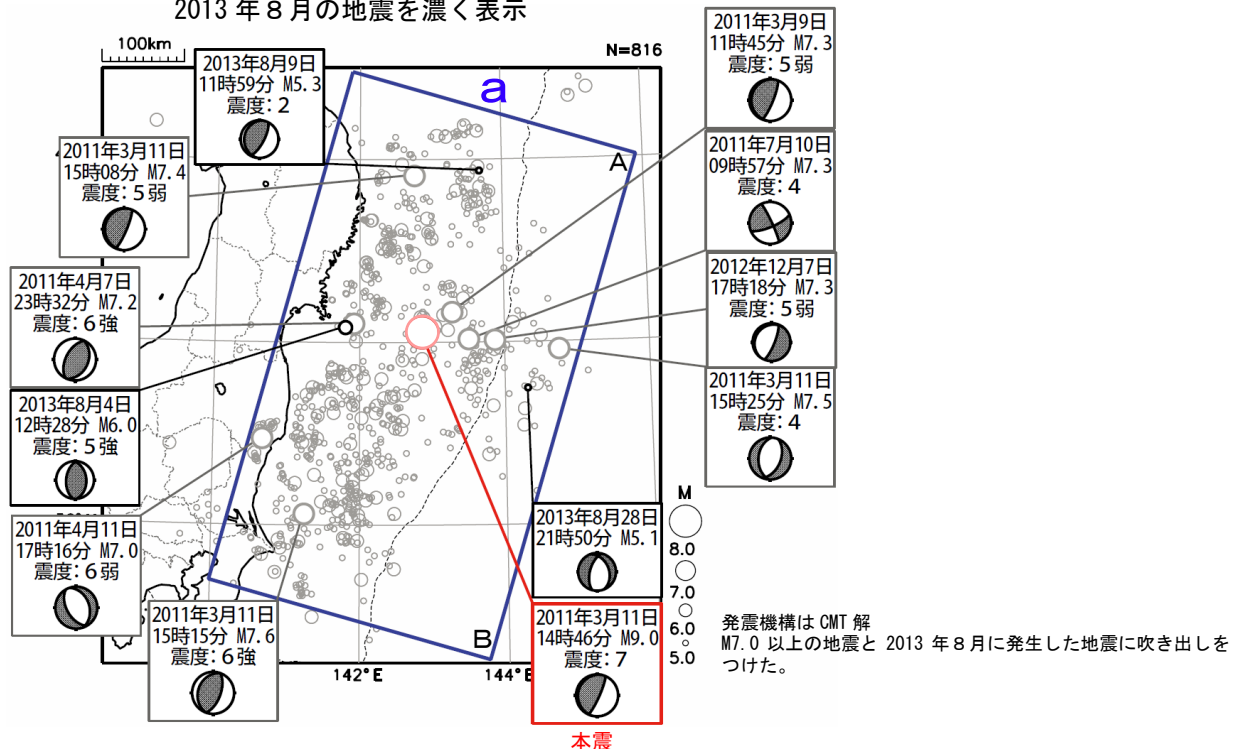 2013年８月の地震を濃く表示
100km
N=816
a
A
B
2013年8月9日
11時59分 M5.3
震度：2
2011年3月11日
15時08分 M7.4
震度：5弱
2011年4月7日
23時32分 M7.2
震度：6強
2013年8月4日
12時28分 M6.0
震度：5強
2011年4月11日
17時16分 M7.0
震度：6弱
2011年3月11日
15時15分 M7.6
震度：6強
2011年3月9日
11時45分 M7.3
震度：5弱
2011年7月10日
09時57分 M7.3
震度：4
2012年12月7日
17時18分 M7.3
震度：5弱
2011年3月11日
15時25分 M7.5
震度：4
2013年8月28日
21時50分 M5.1
2011年3月11日
14時46分 M9.0
震度：7
本震
142°E
144°E
M
8.0
7.0
6.0
5.0
発震機構は CMT 解
M7.0 以上の地震と 2013 年８月に発生した地震に吹き出しを
つけた。